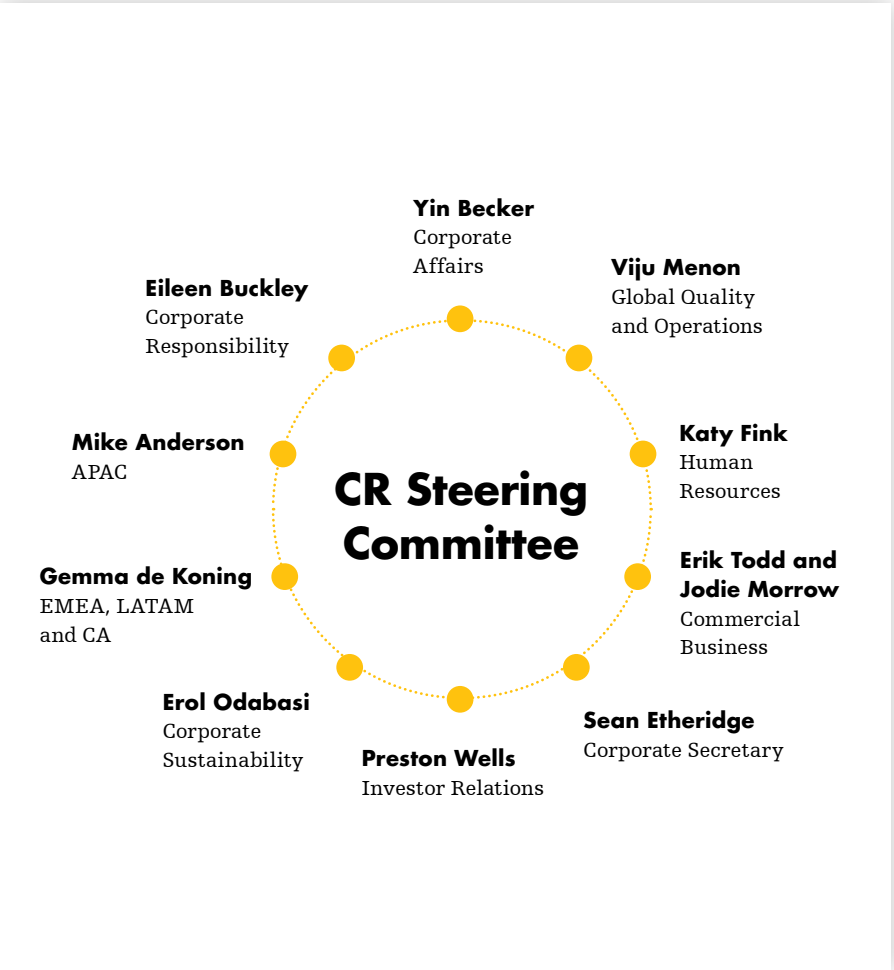 Yin Becker
Corporate
Affairs
Viju Menon
Global Quality
and Operations
Katy Fink
Human
Resources
Erik Todd and
Jodie Morrow
Commercial
Business
Sean Etheridge
Corporate Secretary
Preston Wells
Investor Relations
Erol Odabasi
Corporate
Sustainability
Gemma de Koning
EMEA, LATAM
and CA
Mike Anderson
APAC
Eileen Buckley
Corporate
Responsibility
CR Steering
Committee